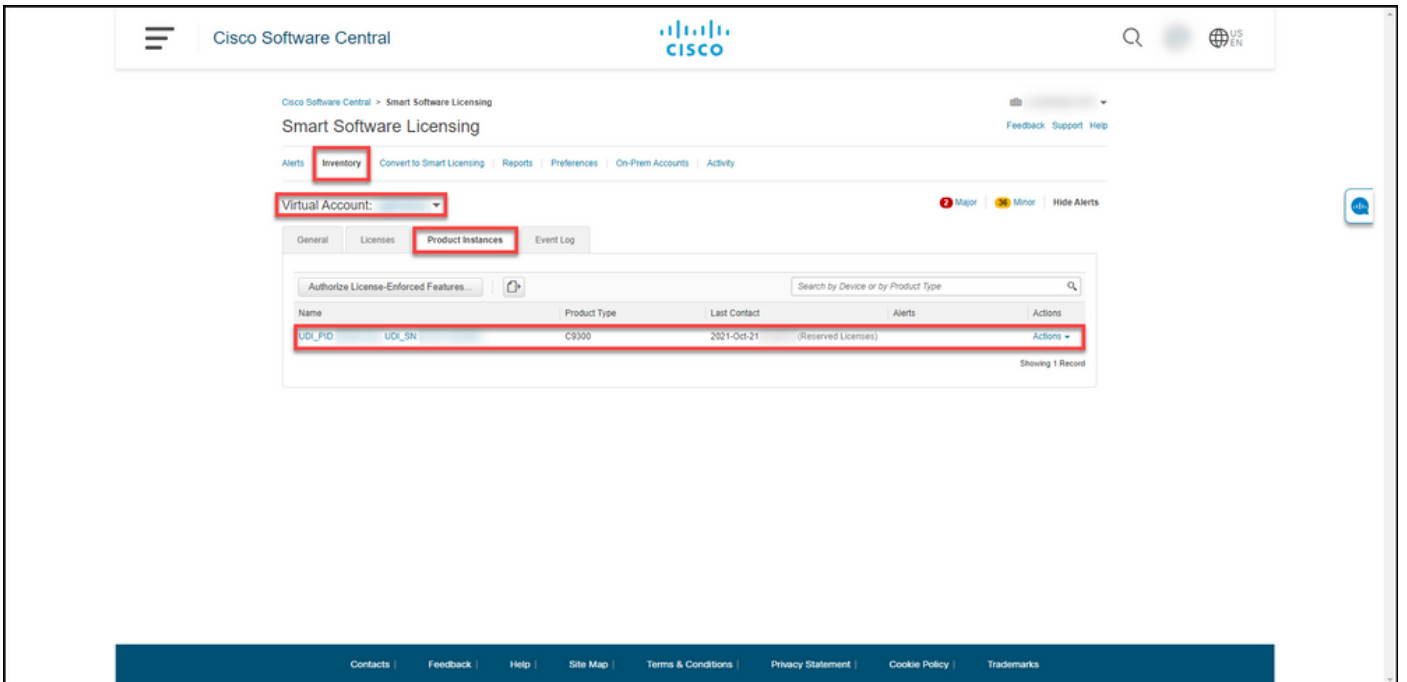 Cisco Software Central
CISCO
US
EN
Cisco Software Central > Smart Software Licensing
Smart Software Licensing
Feedback Support Help
Alerts Inventory Convert to Smart Licensing | Reports | Preferences | On-Prem Accounts | Activity
Virtual Account:
2 Major | 36 Minor | Hide Alerts
General Licenses Product Instances Event Log
Authorize License-Enforced Features... Search by Device or by Product Type
Name Product Type Last Contact Alerts Actions
UDI_PID: UDI_SN: C9300 2021-Oct-21 (Reserved Licenses) Actions
Showing 1 Record
Contacts | Feedback | Help | Site Map | Terms & Conditions | Privacy Statement | Cookie Policy | Trademarks